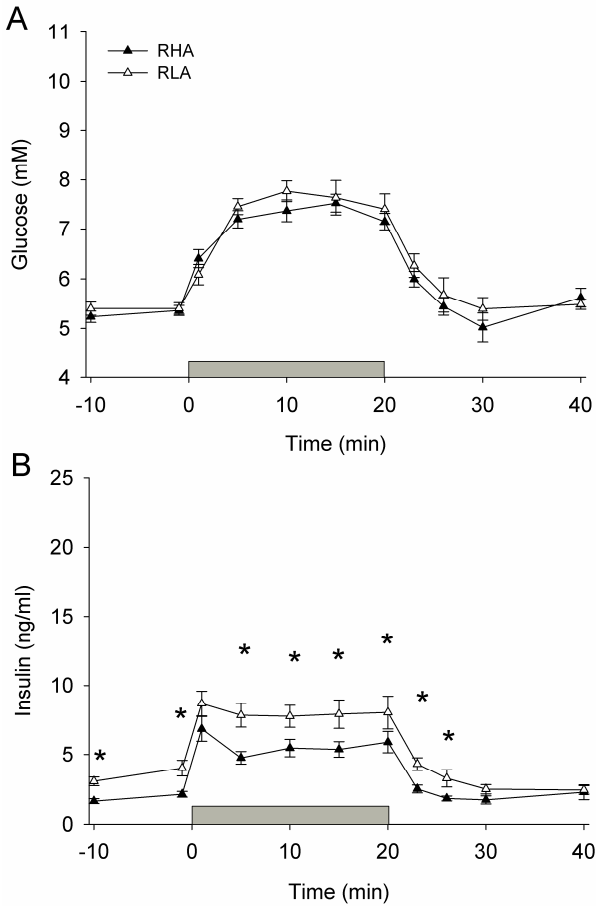 A
11
10
9
8
7
6
5
4
Glucose (mM)
RHA
RLA
-10 0 10 20 30 40
Time (min)
B
25
20
15
10
5
0
Insulin (ng/ml)
* * * * * * * * *
-10 0 10 20 30 40
Time (min)